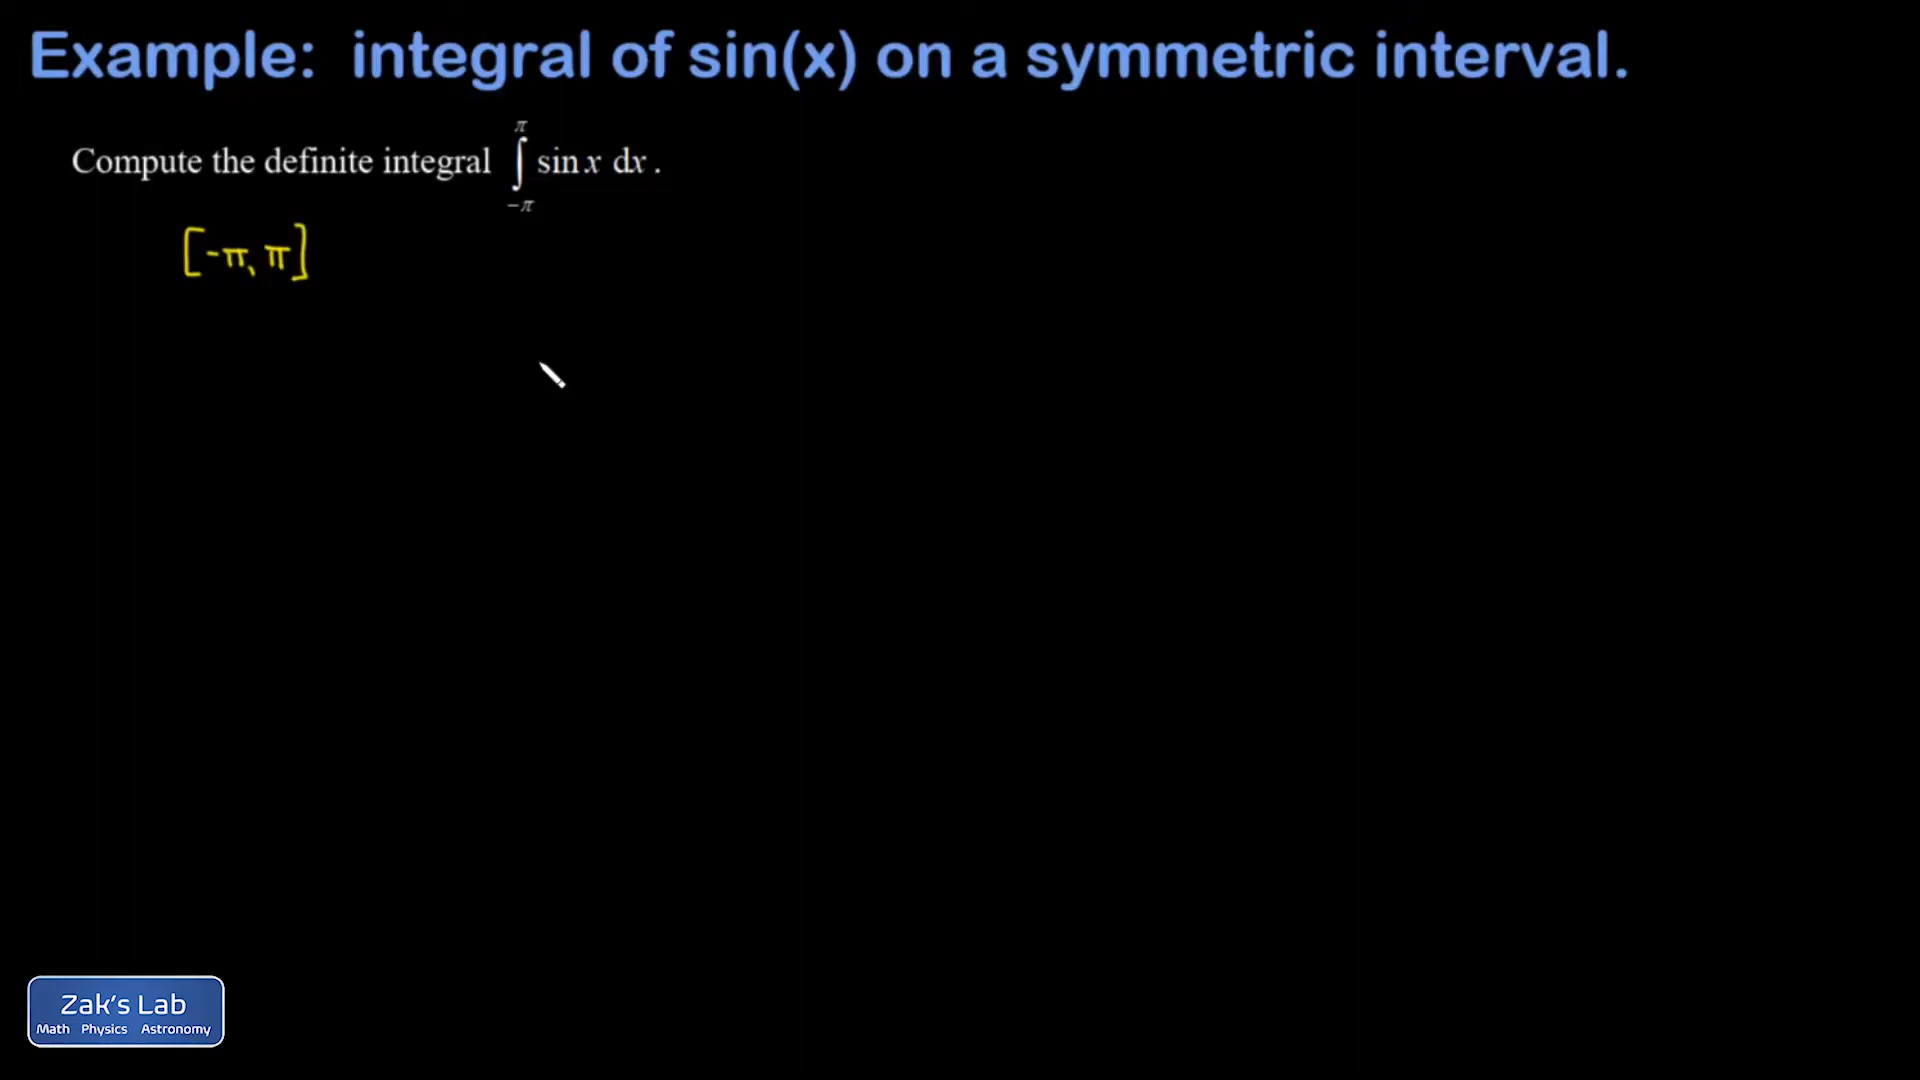 Example: integral of sin(x) on a symmetric interval.
Compute the definite integral ∫_{-π}^{π} sin x dx.
[-π, π]
Zak's Lab
Math Physics Astronomy